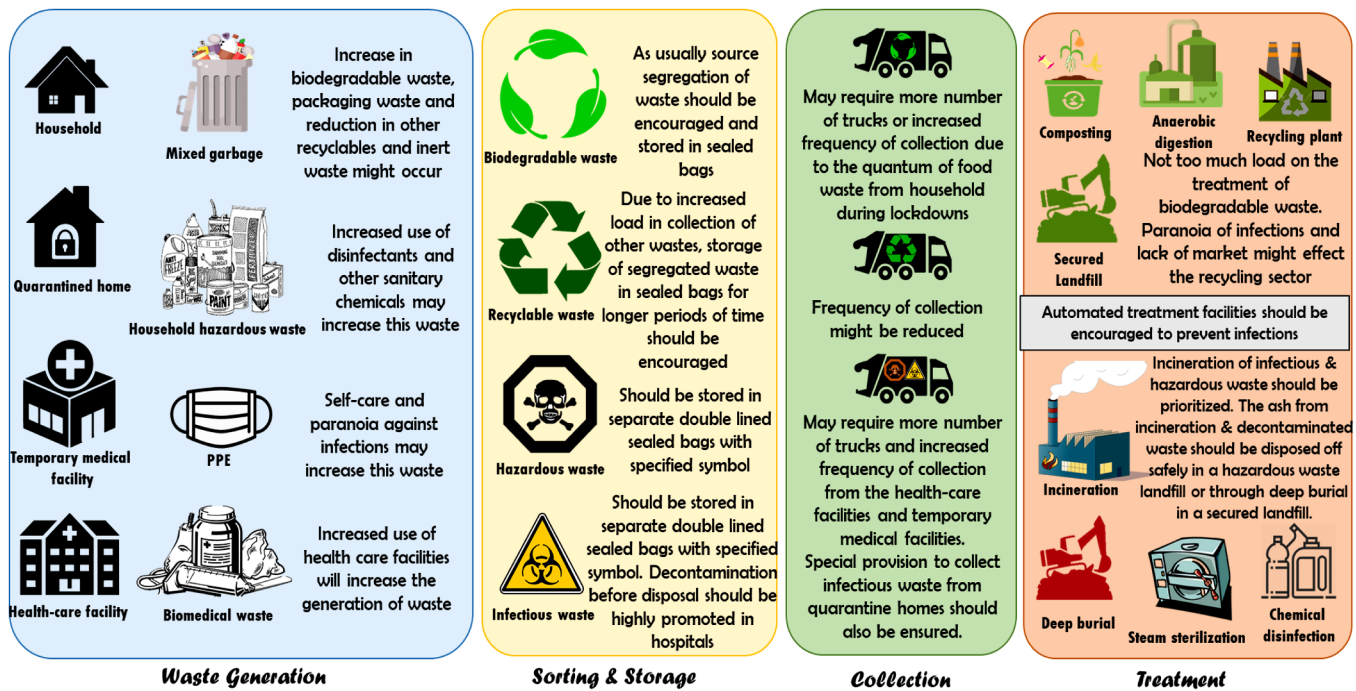 Household
Mixed garbage
Increase in
biodegradable waste,
packaging waste and
reduction in other
recyclables and inert
waste might occur
Quarantined home
ANTI
FREEZE
PAINT
Household hazardous waste
Increased use of
disinfectants and
other sanitary
chemicals may
increase this waste
Temporary medical
facility
PPE
Self-care and
paranoia against
infections may
increase this waste
Health-care facility
Biomedical waste
Increased use of
health care facilities
will increase the
generation of waste
Waste Generation
Biodegradable waste
As usually source
segregation of
waste should be
encouraged and
stored in sealed
bags
Recyclable waste
Due to increased
load in collection of
other wastes, storage
of segregated waste
in sealed bags for
longer periods of time
should be
encouraged
Hazardous waste
Should be stored in
separate double lined
sealed bags with
specified symbol
Infectious waste
Should be stored in
separate double lined
sealed bags with specified
symbol. Decontamination
before disposal should be
highly promoted in
hospitals
Sorting & Storage
May require more number
of trucks or increased
frequency of collection due
to the quantum of food
waste from household
during lockdowns
Frequency of collection
might be reduced
May require more number
of trucks and increased
frequency of collection
from the health-care
facilities and temporary
medical facilities.
Special provision to collect
infectious waste from
quarantine homes should
also be ensured.
Collection
Composting
Anaerobic
digestion
Recycling plant
Secured
Landfill
Not too much load on the
treatment of
biodegradable waste.
Paranoia of infections and
lack of market might effect
the recycling sector
Automated treatment facilities should be
encouraged to prevent infections
Incineration
Incineration of infectious &
hazardous waste should be
prioritized. The ash from
incineration & decontaminated
waste should be disposed off
safely in a hazardous waste
landfill or through deep burial
in a secured landfill.
Deep burial
Steam sterilization
Chemical
disinfection
Treatment